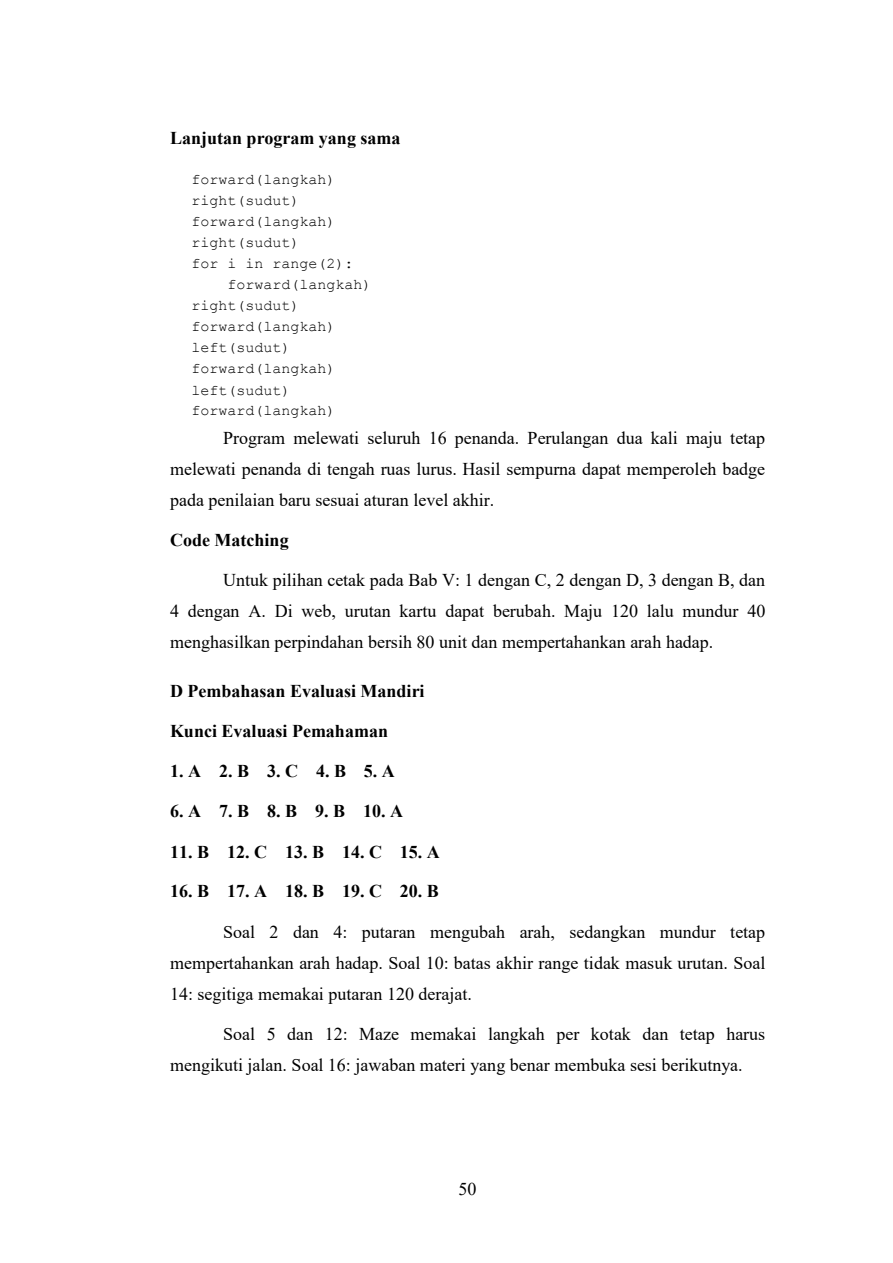 Lanjutan program yang sama
forward(langkah)
right(sudut)
forward(langkah)
right(sudut)
for i in range(2):
    forward(langkah)
right(sudut)
forward(langkah)
left(sudut)
forward(langkah)
left(sudut)
forward(langkah)
Program melewati seluruh 16 penanda. Perulangan dua kali maju tetap
melewati penanda di tengah ruas lurus. Hasil sempurna dapat memperoleh badge
pada penilaian baru sesuai aturan level akhir.
Code Matching
Untuk pilihan cetak pada Bab V: 1 dengan C, 2 dengan D, 3 dengan B, dan
4 dengan A. Di web, urutan kartu dapat berubah. Maju 120 lalu mundur 40
menghasilkan perpindahan bersih 80 unit dan mempertahankan arah hadap.
D Pembahasan Evaluasi Mandiri
Kunci Evaluasi Pemahaman
1. A 2. B 3. C 4. B 5. A
6. A 7. B 8. B 9. B 10. A
11. B 12. C 13. B 14. C 15. A
16. B 17. A 18. B 19. C 20. B
Soal 2 dan 4: putaran mengubah arah, sedangkan mundur tetap
mempertahankan arah hadap. Soal 10: batas akhir range tidak masuk urutan. Soal
14: segitiga memakai putaran 120 derajat.
Soal 5 dan 12: Maze memakai langkah per kotak dan tetap harus
mengikuti jalan. Soal 16: jawaban materi yang benar membuka sesi berikutnya.
50